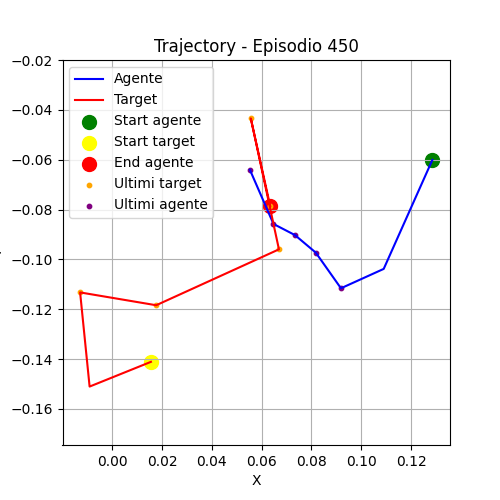 Trajectory - Episodio 450
−0.02
−0.04
−0.06
−0.08
−0.10
−0.12
−0.14
−0.16
Agente
Target
Start agente
Start target
End agente
Ultimi target
Ultimi agente
0.00 0.02 0.04 0.06 0.08 0.10 0.12
X